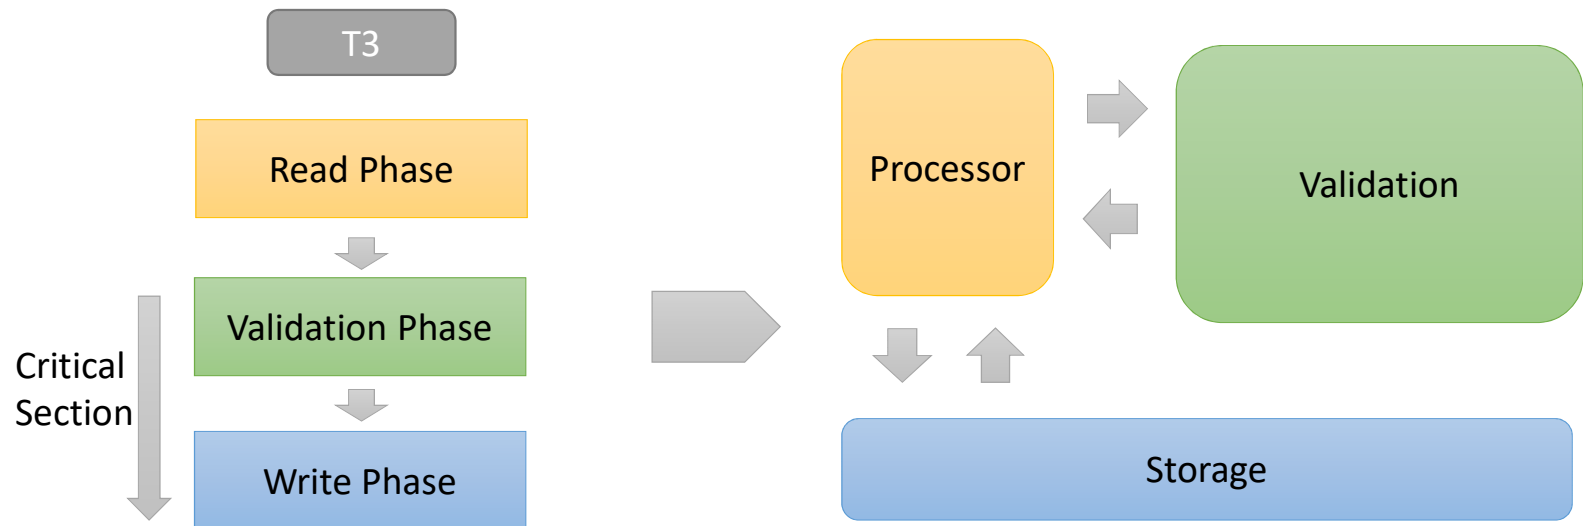 T3
Read Phase
Validation Phase
Critical
Section
Write Phase
Processor
Validation
Storage